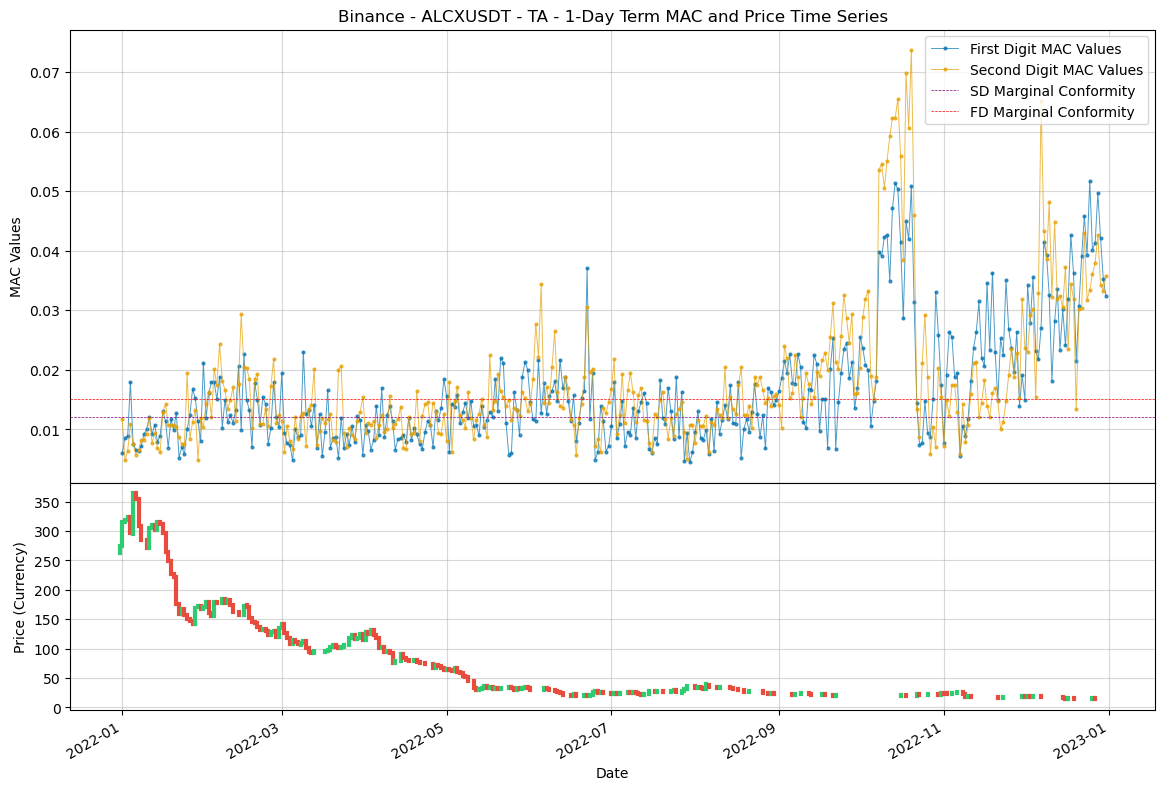 Binance - ALCXUSDT - TA - 1-Day Term MAC and Price Time Series
First Digit MAC Values
Second Digit MAC Values
SD Marginal Conformity
FD Marginal Conformity
MAC Values
0.07
0.06
0.05
0.04
0.03
0.02
0.01
Price (Currency)
350
300
250
200
150
100
50
0
2022-01
2022-03
2022-05
2022-07
2022-09
2022-11
2023-01
Date